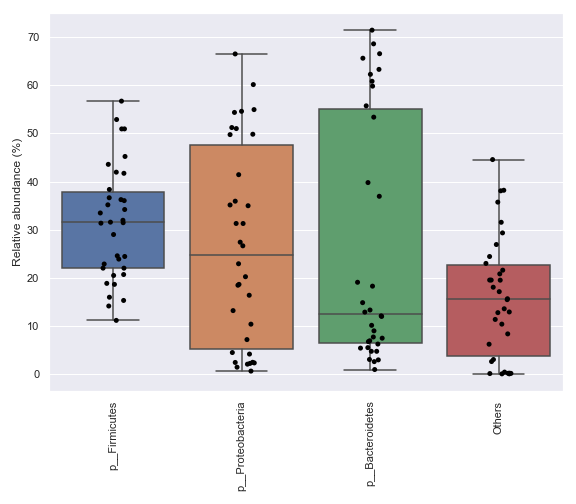 70
60
50
40
30
20
10
0
Relative abundance (%)
p__Firmicutes
p__Proteobacteria
p__Bacteroidetes
Others